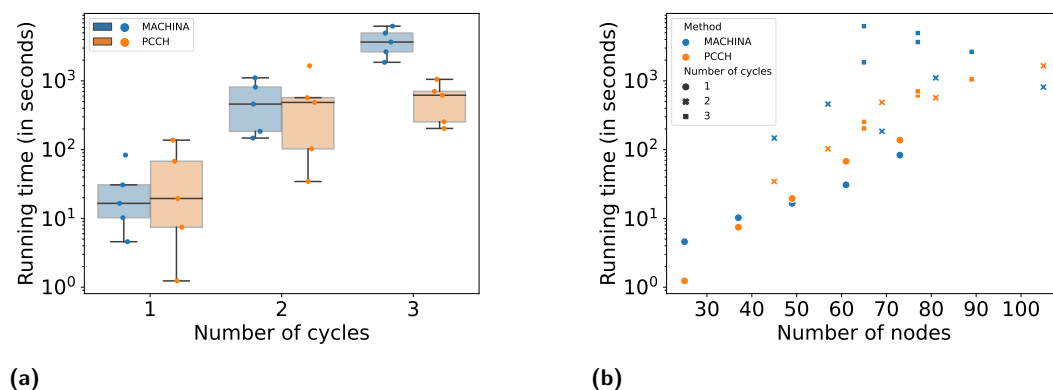 MACHINA
PCCH
Running time (in seconds)
10³
10²
10¹
10⁰
1 2 3
Number of cycles
(a)
Method
MACHINA
PCCH
Number of cycles
1
2
3
Running time (in seconds)
10³
10²
10¹
10⁰
30 40 50 60 70 80 90 100
Number of nodes
(b)